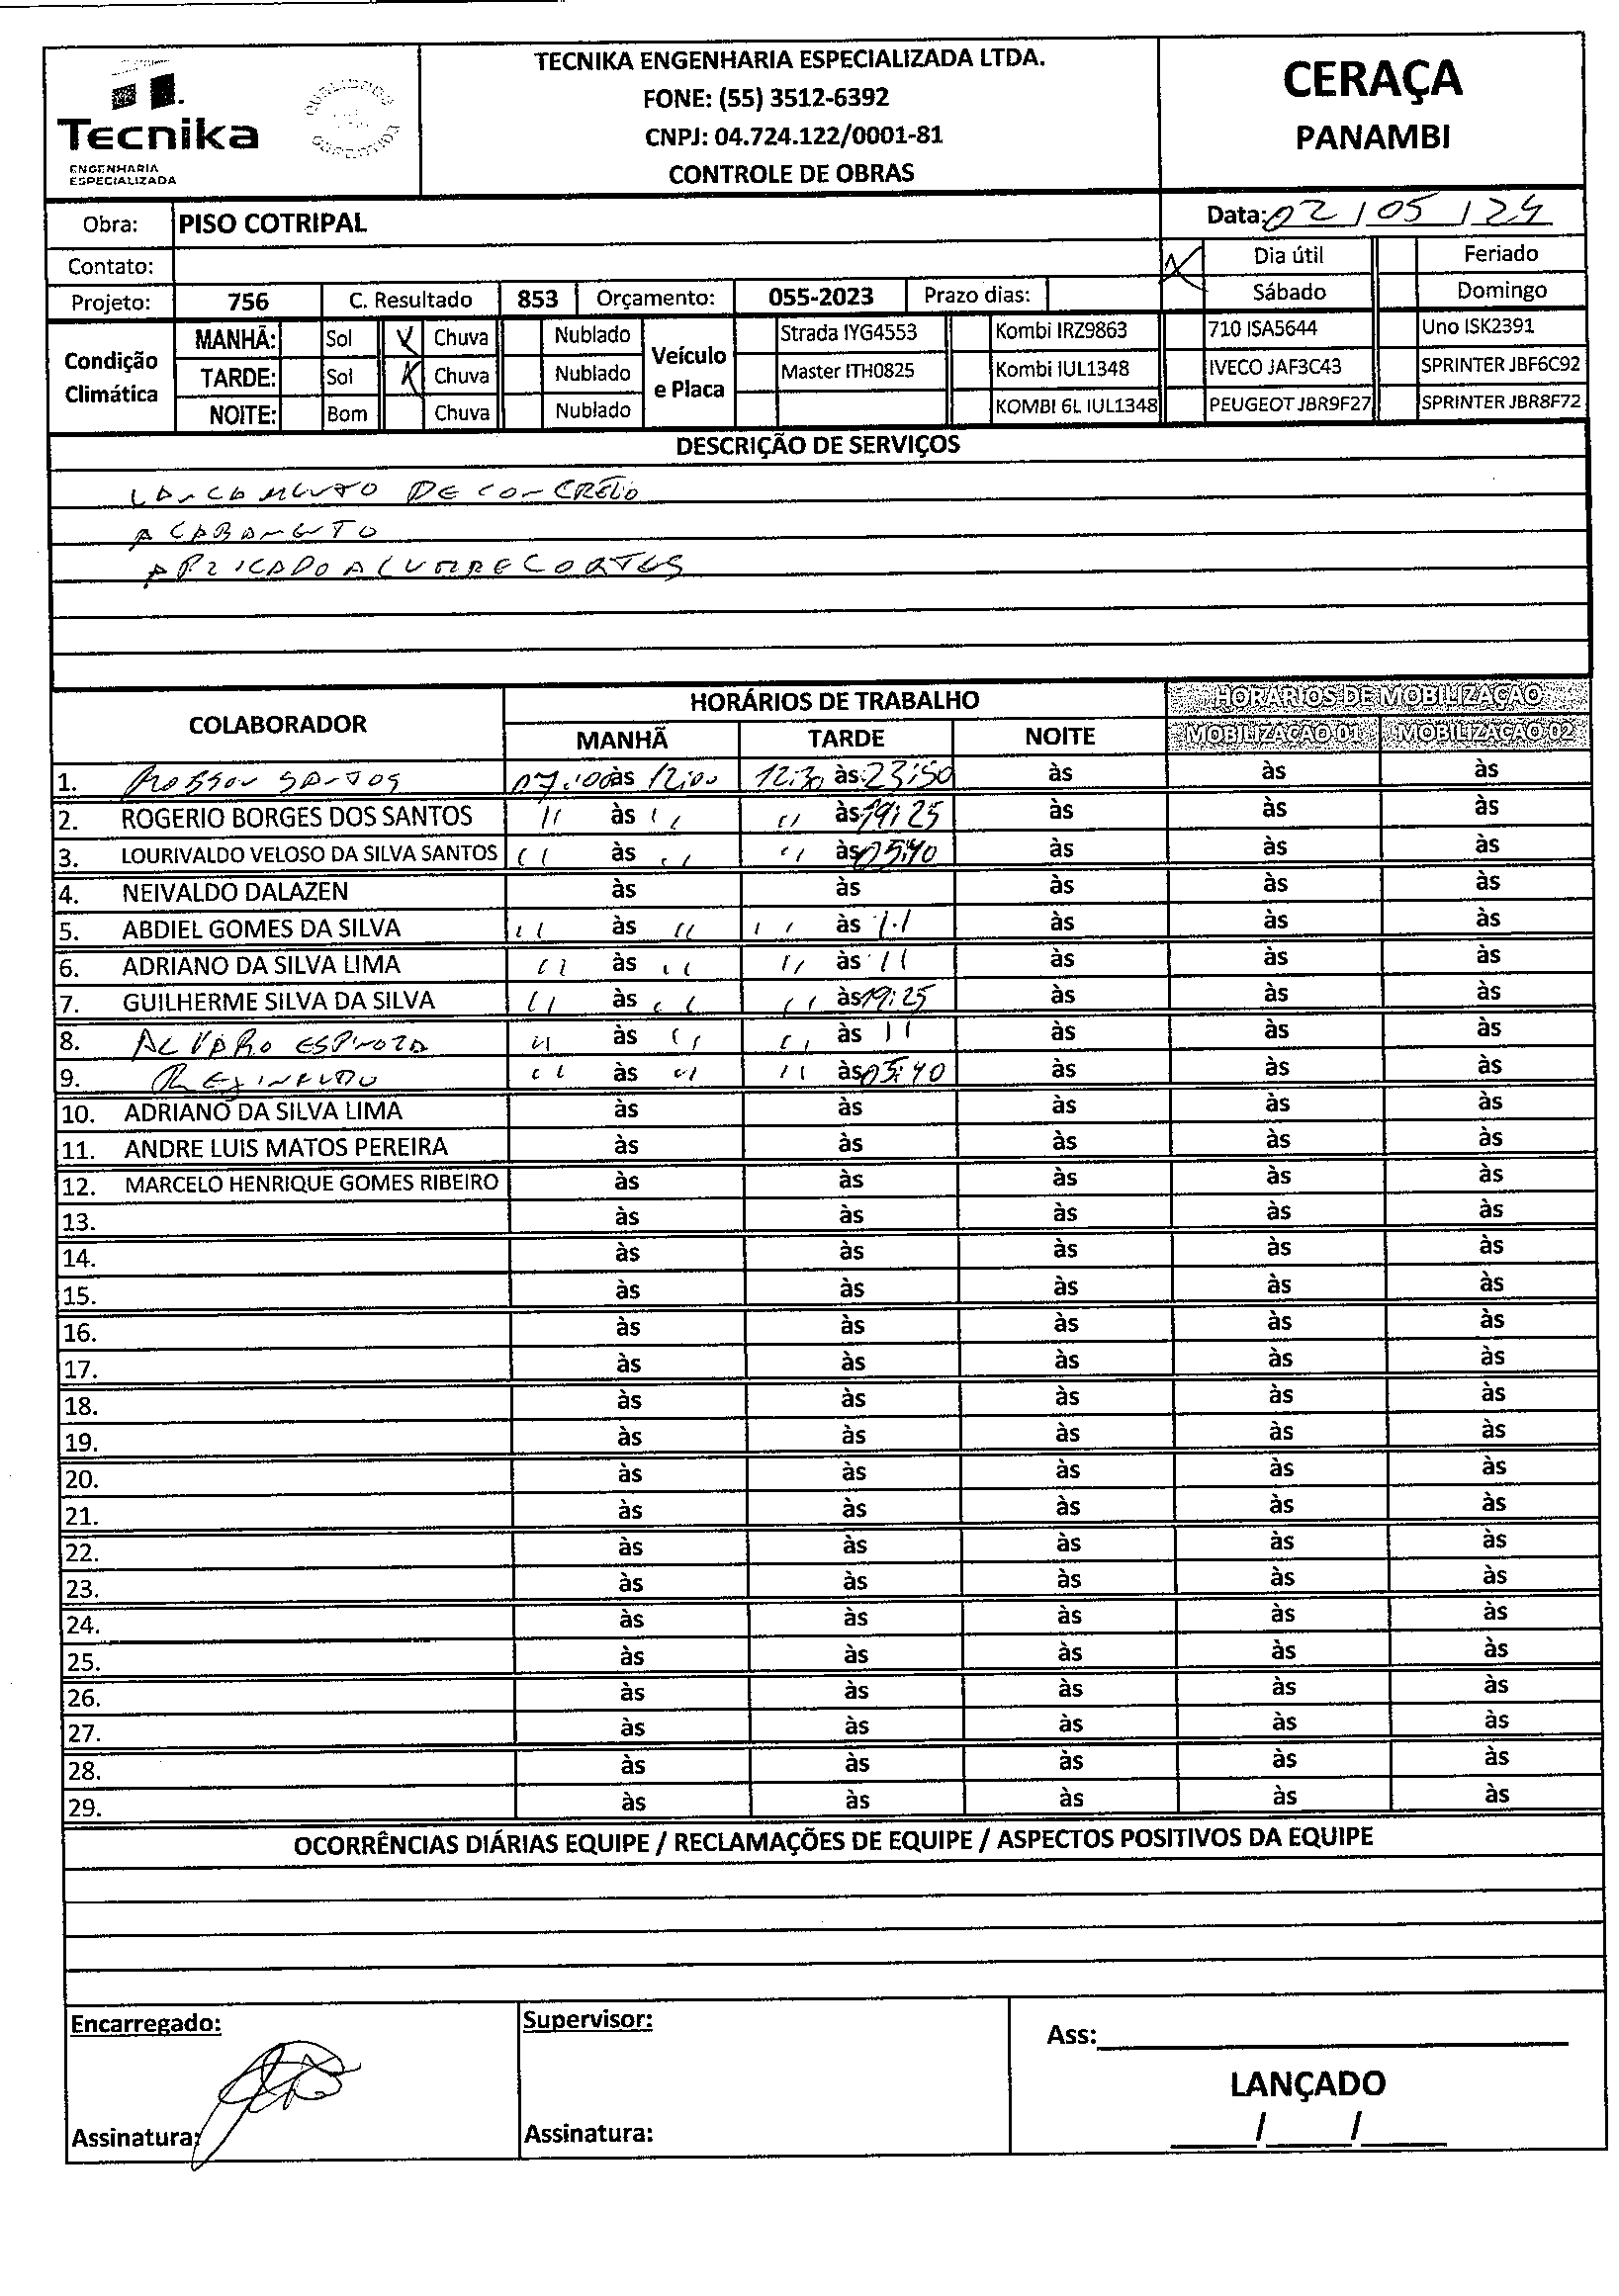 Tecnika
ENGENHARIA
ESPECIALIZADA
TECNIKA ENGENHARIA ESPECIALIZADA LTDA.
FONE: (55) 3512-6392
CNPJ: 04.724.122/0001-81
CONTROLE DE OBRAS
CERAÇA
PANAMBI
Obra: PISO COTRIPAL
Data: 02/05/24
Contato:
Dia útil Feriado
Sábado Domingo
Projeto: 756 C. Resultado 853 Orçamento: 055-2023 Prazo dias:
Condição Climática
MANHÃ: Sol X Chuva Nublado
TARDE: Sol X Chuva Nublado
NOITE: Bom Chuva Nublado
Veículo e Placa
Strada IYG4553 Kombi IRZ9863 710 ISA5644 Uno ISK2391
Master ITH0825 Kombi IUL1348 IVECO JAF3C43 SPRINTER JBF6C92
KOMBI 6L IUL1348 PEUGEOT JBR9F27 SPRINTER JBR8F72
DESCRIÇÃO DE SERVIÇOS
LANCAMENTO DE CONCRETO
ACABAMENTO
APLICADO A CURA E CORTES
COLABORADOR HORÁRIOS DE TRABALHO HORÁRIOS DE MOBILIZAÇÃO
MANHÃ TARDE NOITE MOBILIZAÇÃO 01 MOBILIZAÇÃO 02
1. SANTOS 07:00 às 12:00 12:30 às 23:50 às às às
2. ROGERIO BORGES DOS SANTOS " às " " às 19:25 às às às
3. LOURIVALDO VELOSO DA SILVA SANTOS " às " " às 05:40 às às às
4. NEIVALDO DALAZEN às às às às às
5. ABDIEL GOMES DA SILVA " às " " às " às às às
6. ADRIANO DA SILVA LIMA " às " " às " às às às
7. GUILHERME SILVA DA SILVA " às " " às 19:25 às às às
8. ALVARO ESPINOZA " às " " às " às às às
9. REGINALDO " às " " às 05:40 às às às
10. ADRIANO DA SILVA LIMA às às às às às
11. ANDRE LUIS MATOS PEREIRA às às às às às
12. MARCELO HENRIQUE GOMES RIBEIRO às às às às às
13. às às às às às
14. às às às às às
15. às às às às às
16. às às às às às
17. às às às às às
18. às às às às às
19. às às às às às
20. às às às às às
21. às às às às às
22. às às às às às
23. às às às às às
24. às às às às às
25. às às às às às
26. às às às às às
27. às às às às às
28. às às às às às
29. às às às às às
OCORRÊNCIAS DIÁRIAS EQUIPE / RECLAMAÇÕES DE EQUIPE / ASPECTOS POSITIVOS DA EQUIPE
Encarregado: Supervisor:
Ass:
LANÇADO
Assinatura: Assinatura:
/ /